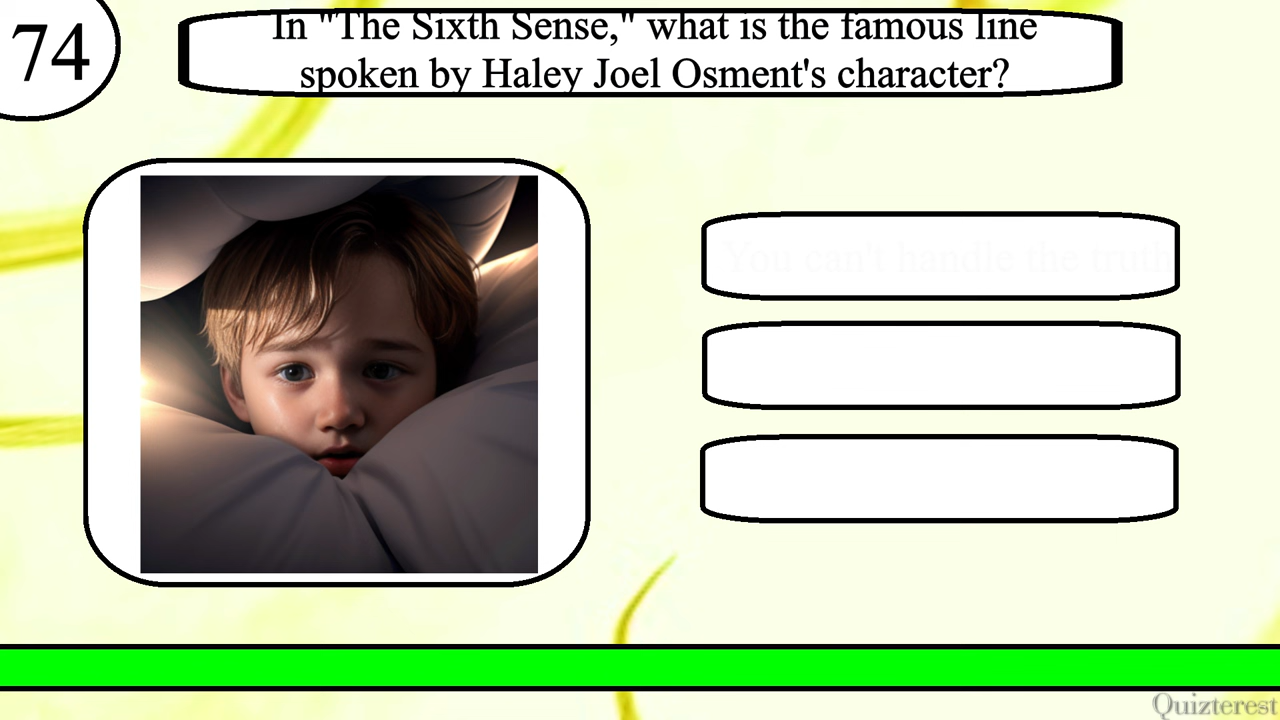 74
In "The Sixth Sense," what is the famous line
spoken by Haley Joel Osment's character?
You can't handle the truth
Quizterest